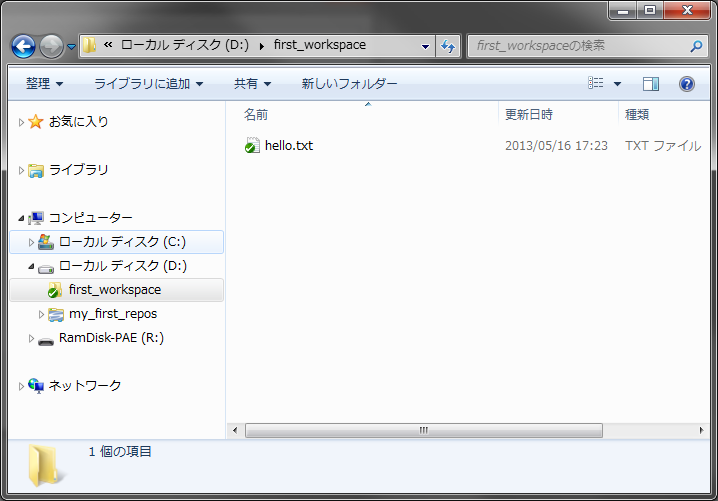 « ローカル ディスク (D:) ▸ first_workspace
first_workspaceの検索
整理 ライブラリに追加 共有 新しいフォルダー
お気に入り
ライブラリ
コンピューター
ローカル ディスク (C:)
ローカル ディスク (D:)
first_workspace
my_first_repos
RamDisk-PAE (R:)
ネットワーク
名前 更新日時 種類
hello.txt 2013/05/16 17:23 TXT ファイル
1 個の項目